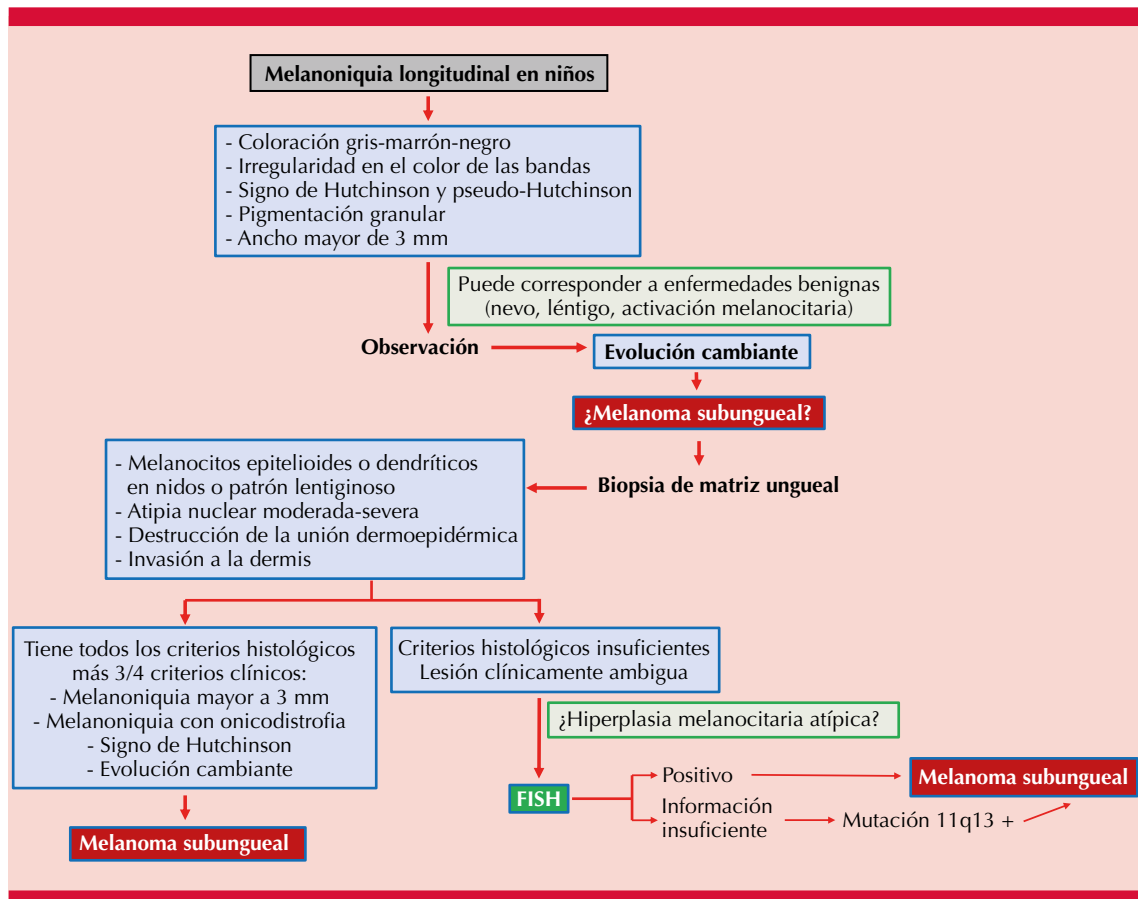 Melanoniquia longitudinal en niños
- Coloración gris-marrón-negro
- Irregularidad en el color de las bandas
- Signo de Hutchinson y pseudo-Hutchinson
- Pigmentación granular
- Ancho mayor de 3 mm
Puede corresponder a enfermedades benignas
(nevo, léntigo, activación melanocitaria)
Observación
Evolución cambiante
¿Melanoma subungueal?
Biopsia de matriz ungueal
- Melanocitos epitelioides o dendríticos
en nidos o patrón lentiginoso
- Atipia nuclear moderada-severa
- Destrucción de la unión dermoepidérmica
- Invasión a la dermis
Tiene todos los criterios histológicos
más 3/4 criterios clínicos:
- Melanoniquia mayor a 3 mm
- Melanoniquia con onicodistrofia
- Signo de Hutchinson
- Evolución cambiante
Melanoma subungueal
Criterios histológicos insuficientes
Lesión clínicamente ambigua
¿Hiperplasia melanocitaria atípica?
FISH
Positivo
Melanoma subungueal
Información
insuficiente
Mutación 11q13 +